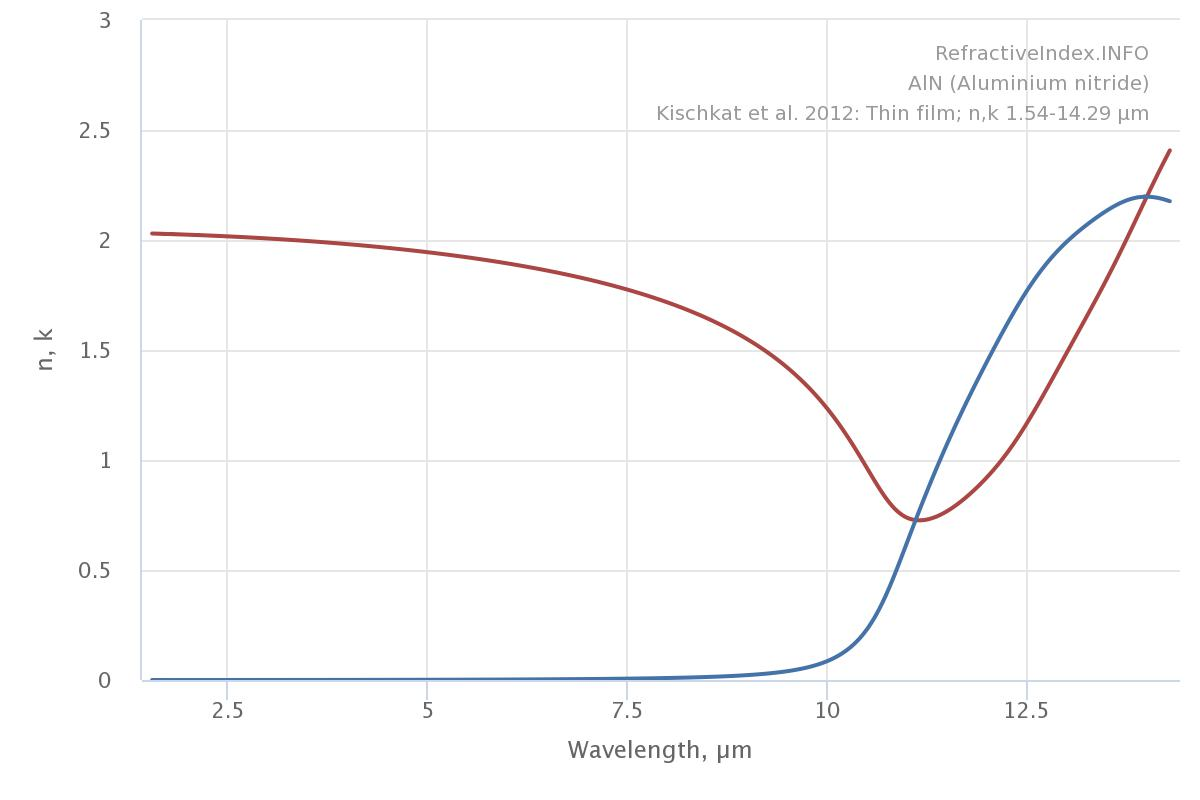 RefractiveIndex.INFO
AlN (Aluminium nitride)
Kischkat et al. 2012: Thin film; n,k 1.54-14.29 µm
3
2.5
2
1.5
1
0.5
0
n, k
2.5 5 7.5 10 12.5
Wavelength, µm